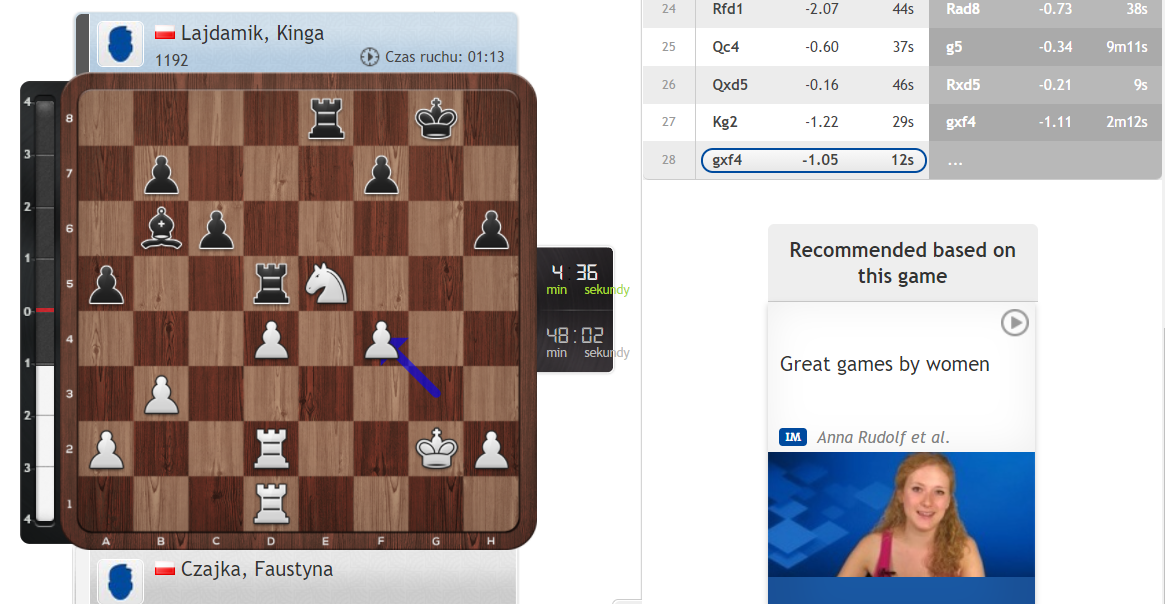 Lajdamik, Kinga
1192
Czas ruchu: 01:13
4
3
2
1
0
1
2
3
4
8
7
6
5
4
3
2
1
A B C D E F G H
4 36
min sekundy
48:02
min sekundy
Czajka, Faustyna
24 Rfd1 -2.07 44s Rad8 -0.73 38s
25 Qc4 -0.60 37s g5 -0.34 9m11s
26 Qxd5 -0.16 46s Rxd5 -0.21 9s
27 Kg2 -1.22 29s gxf4 -1.11 2m12s
28 gxf4 -1.05 12s ...
Recommended based on
this game
Great games by women
IM Anna Rudolf et al.